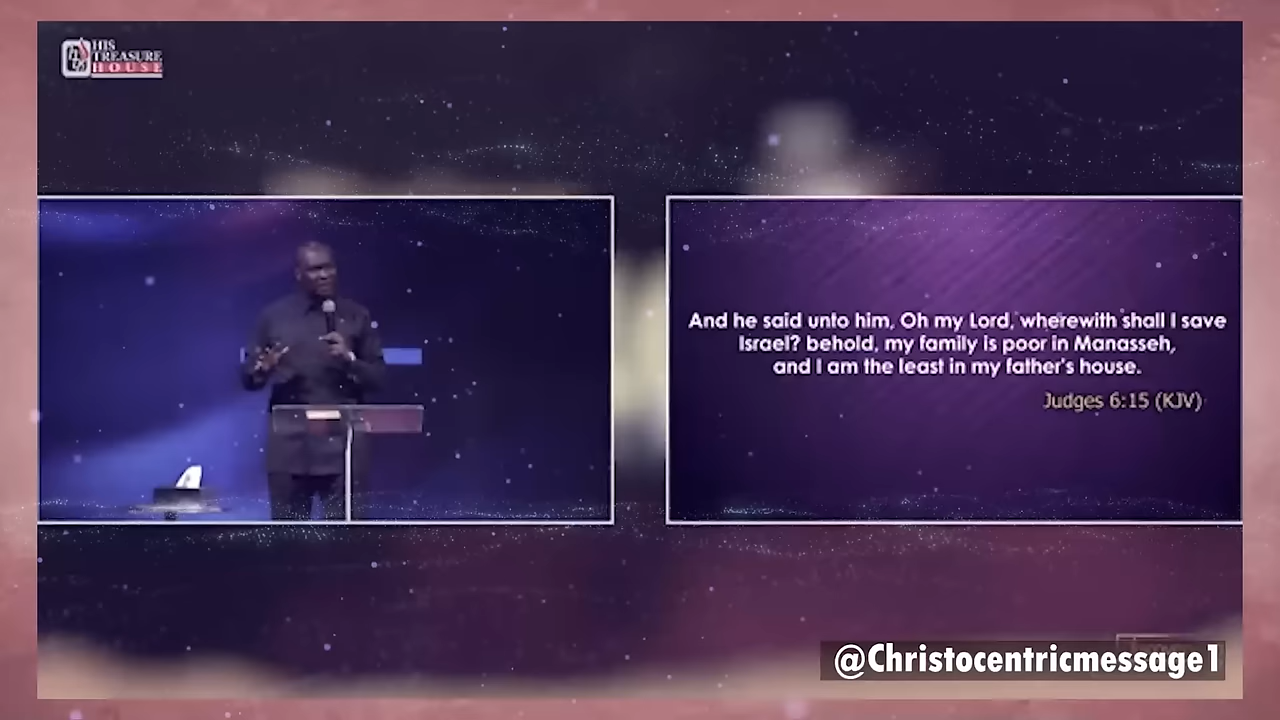 HIS
TREASURE
HOUSE
And he said unto him, Oh my Lord, wherewith shall I save
Israel? behold, my family is poor in Manasseh,
and I am the least in my father's house.
Judges 6:15 (KJV)
@Christocentricmessage1